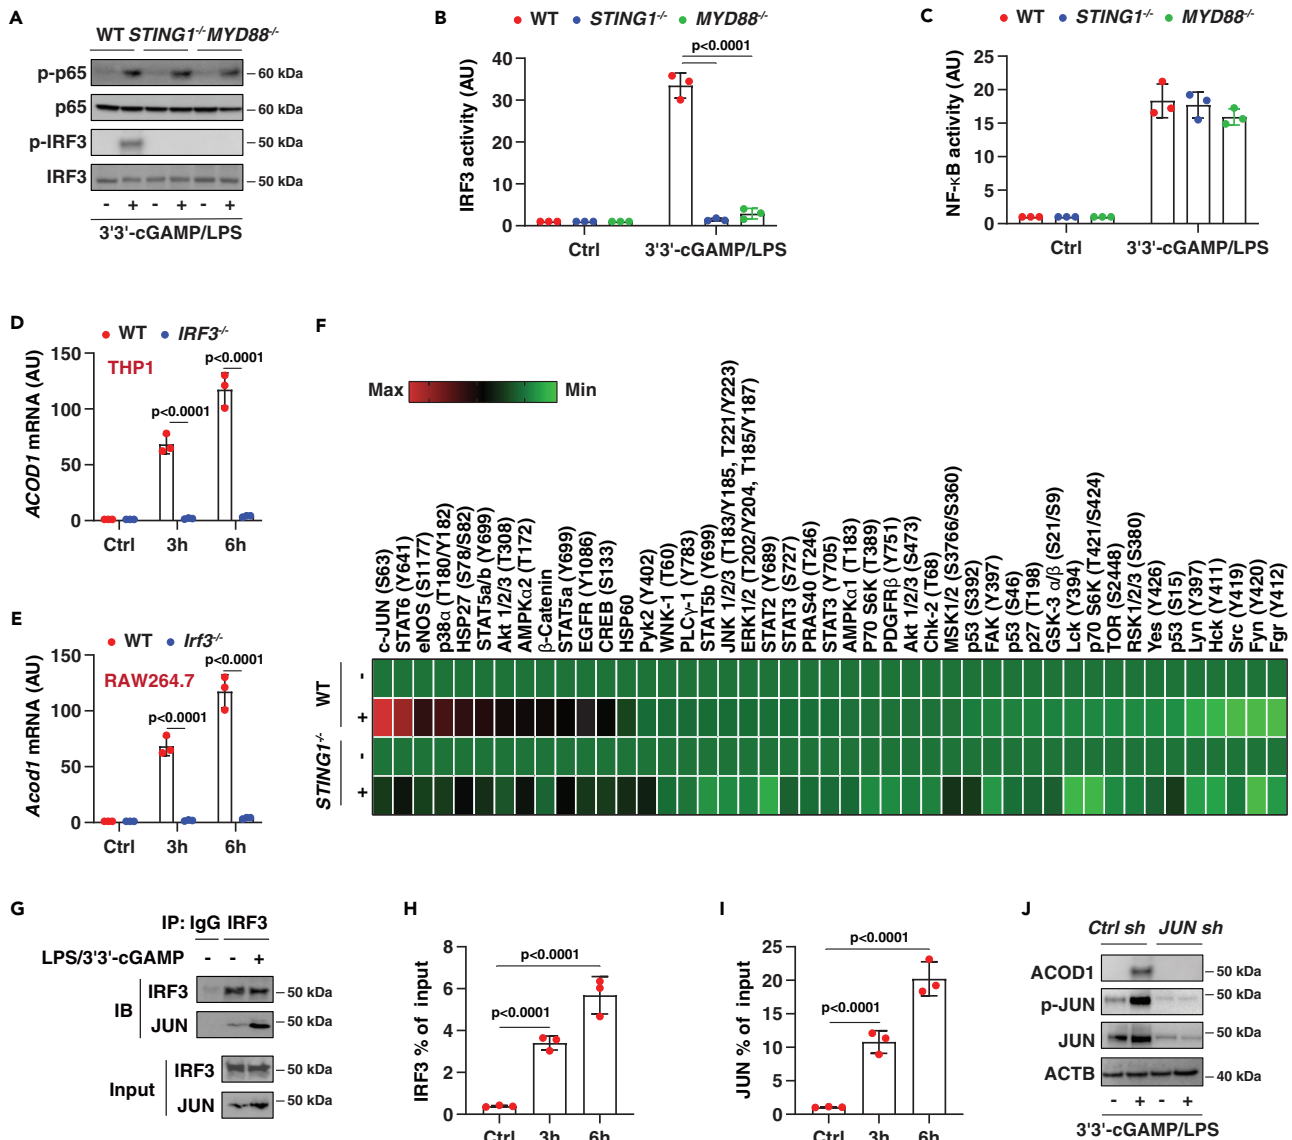 A
WT STING1-/- MYD88-/-
p-p65
60 kDa
p65
60 kDa
p-IRF3
50 kDa
IRF3
50 kDa
- + - + - +
3'3'-cGAMP/LPS
B
WT STING1-/- MYD88-/-
p<0.0001
IRF3 activity (AU)
40
30
20
10
0
Ctrl 3'3'-cGAMP/LPS
C
WT STING1-/- MYD88-/-
NF-κB activity (AU)
25
20
15
10
5
0
Ctrl 3'3'-cGAMP/LPS
D
WT IRF3-/-
THP1
ACOD1 mRNA (AU)
150
100
50
0
p<0.0001
p<0.0001
Ctrl 3h 6h
E
WT Irf3-/-
RAW264.7
Acod1 mRNA (AU)
150
100
50
0
p<0.0001
p<0.0001
Ctrl 3h 6h
F
Max Min
c-JUN (S63)
STAT6 (Y641)
eNOS (S1177)
p38α (T180/Y182)
HSP27 (S78/S82)
STAT5a/b (Y699)
Akt 1/2/3 (T308)
AMPKα2 (T172)
β-Catenin
STAT5a (Y699)
EGFR (Y1086)
CREB (S133)
HSP60
Pyk2 (Y402)
WNK-1 (T60)
PLCγ-1 (Y783)
STAT5b (Y699)
JNK 1/2/3 (T183/Y185, T221/Y223)
ERK1/2 (T202/Y204, T185/Y187)
STAT2 (Y689)
STAT3 (S727)
PRAS40 (T246)
STAT3 (Y705)
AMPKα1 (T183)
P70 S6K (T389)
PDGFRβ (Y751)
Akt 1/2/3 (S473)
Chk-2 (T68)
MSK1/2 (S3766/S360)
p53 (S392)
FAK (Y397)
p53 (S46)
p27 (T198)
GSK-3 α/β (S21/S9)
Lck (Y394)
p70 S6K (T421/S424)
TOR (S2448)
RSK1/2/3 (S380)
Yes (Y426)
p53 (S15)
Lyn (Y397)
Hck (Y411)
Src (Y419)
Fyn (Y420)
Fgr (Y412)
WT
-
+
STING1-/-
-
+
G
IP: IgG IRF3
LPS/3'3'-cGAMP - - +
IB
IRF3
50 kDa
JUN
50 kDa
Input
IRF3
50 kDa
JUN
50 kDa
H
IRF3 % of input
8
6
4
2
0
p<0.0001
p<0.0001
Ctrl 3h 6h
I
JUN % of input
25
20
15
10
5
0
p<0.0001
p<0.0001
Ctrl 3h 6h
J
Ctrl sh JUN sh
ACOD1
50 kDa
p-JUN
50 kDa
JUN
50 kDa
ACTB
40 kDa
- + - +
3'3'-cGAMP/LPS